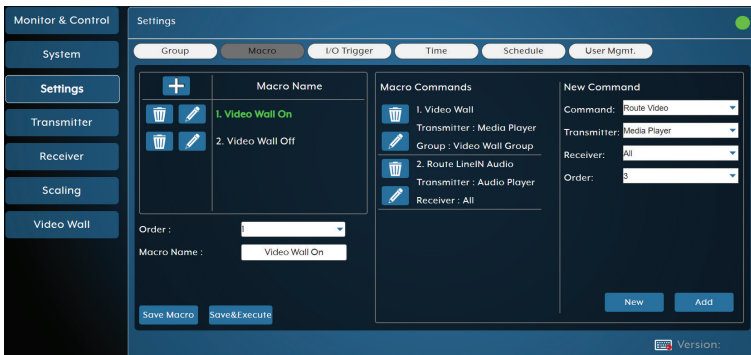 Monitor & Control
System
Settings
Transmitter
Receiver
Scaling
Video Wall
Settings
Group
Macro
I/O Trigger
Time
Schedule
User Mgmt.
Macro Name
1. Video Wall On
2. Video Wall Off
Order :
1
Macro Name :
Video Wall On
Save Macro
Save&Execute
Macro Commands
1. Video Wall
Transmitter : Media Player
Group : Video Wall Group
2. Route LineIN Audio
Transmitter : Audio Player
Receiver : All
New Command
Command: Route Video
Transmitter: Media Player
Receiver: All
Order: 3
New
Add
Version: